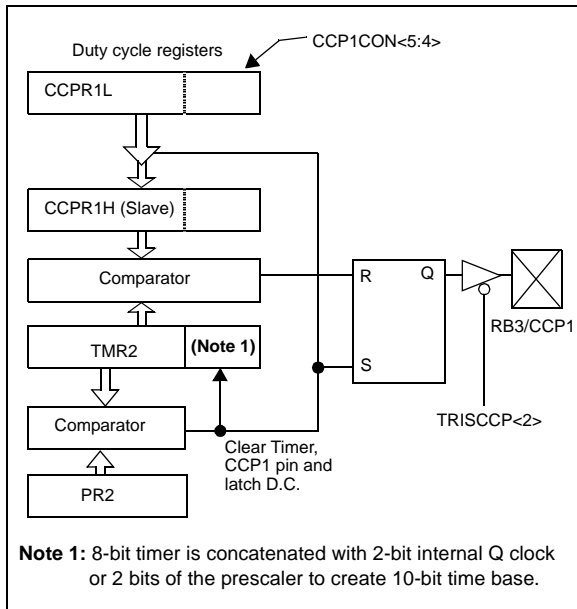 Duty cycle registers
CCP1CON<5:4>
CCPR1L
CCPR1H (Slave)
Comparator
R
Q
RB3/CCP1
TMR2
(Note 1)
S
TRISCCP<2>
Comparator
Clear Timer,
CCP1 pin and
latch D.C.
PR2
Note 1: 8-bit timer is concatenated with 2-bit internal Q clock
or 2 bits of the prescaler to create 10-bit time base.